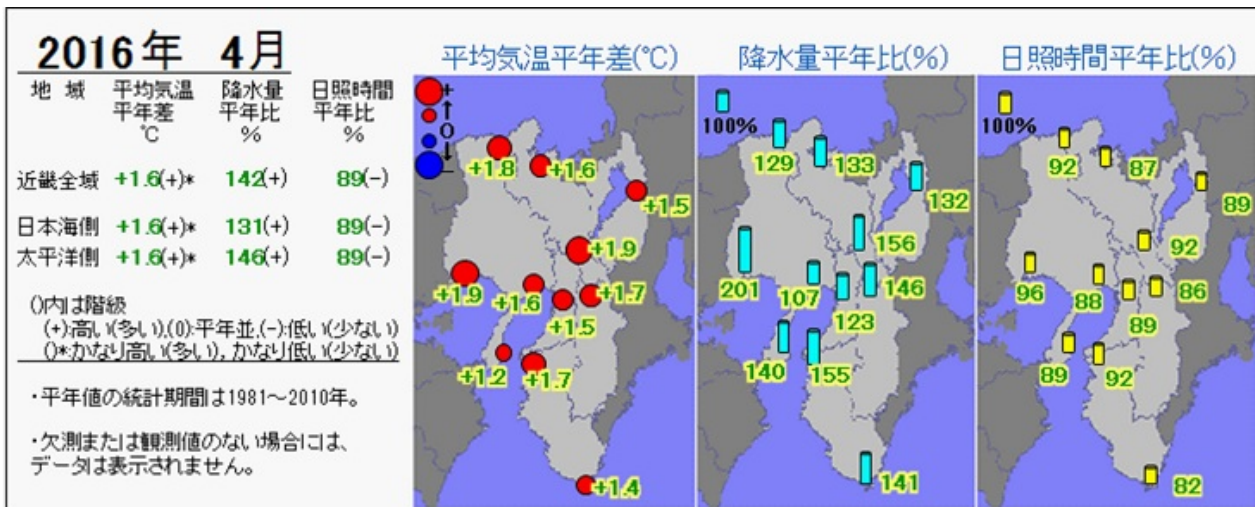 2016年 4月
地 域 平均気温 降水量 日照時間
平年差 平年比 平年比
℃ % %
近畿全域 +1.6(+)* 142(+) 89(-)
日本海側 +1.6(+)* 131(+) 89(-)
太平洋側 +1.6(+)* 146(+) 89(-)
()内は階級
(+):高い(多い),(0):平年並,(-):低い(少ない)
()*:かなり高い(多い), かなり低い(少ない)
・平年値の統計期間は1981～2010年。
・欠測または観測値のない場合には、
データは表示されません。
平均気温平年差(℃)
+
↑
0
↓
-
+1.8
+1.6
+1.5
+1.9
+1.9
+1.6
+1.7
+1.5
+1.2
+1.7
+1.4
降水量平年比(%)
100%
129
133
132
156
201
107
146
123
140
155
141
日照時間平年比(%)
100%
92
87
89
92
96
88
86
89
89
92
82